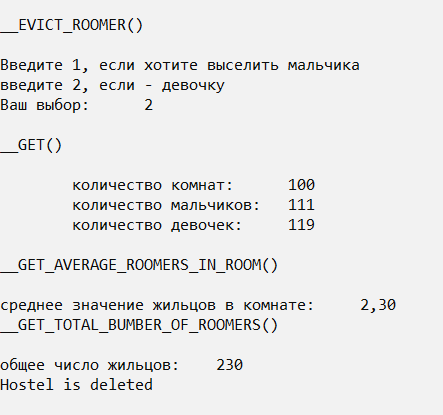 __EVICT_ROOMER()
Введите 1, если хотите выселить мальчика
введите 2, если - девочку
Ваш выбор: 2
__GET()
количество комнат: 100
количество мальчиков: 111
количество девочек: 119
__GET_AVERAGE_ROOMERS_IN_ROOM()
среднее значение жильцов в комнате: 2,30
__GET_TOTAL_BUMBER_OF_ROOMERS()
общее число жильцов: 230
Hostel is deleted